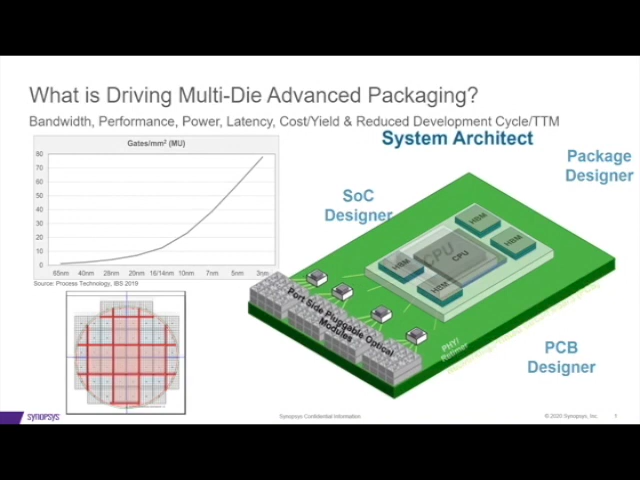 What is Driving Multi-Die Advanced Packaging?
Bandwidth, Performance, Power, Latency, Cost/Yield & Reduced Development Cycle/TTM
System Architect
Package
Designer
SoC
Designer
Gates/mm² (MU)
80
70
60
50
40
30
20
10
0
65nm 40nm 28nm 20nm 16/14nm 10nm 7nm 5nm 3nm
Source: Process Technology, IBS 2019
HBM
HBM
HBM
HBM
CPU
CPU
Port Side Pluggable Optical
Modules
PHY/
Retimer
PCB
Designer
SYNOPSYS
Synopsys Confidential Information
© 2020 Synopsys, Inc. 1